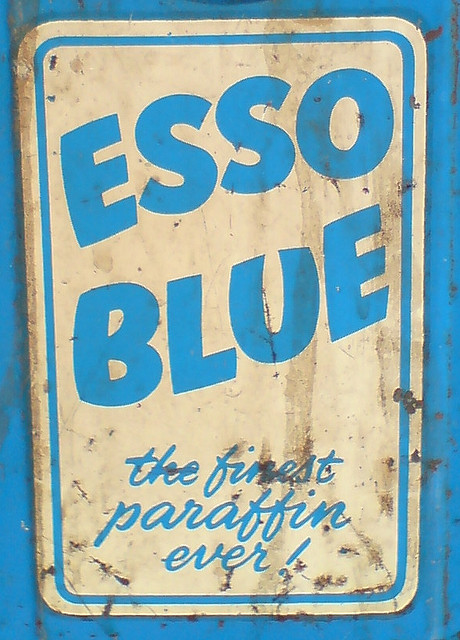 ESSO
BLUE
the finest
paraffin
ever!